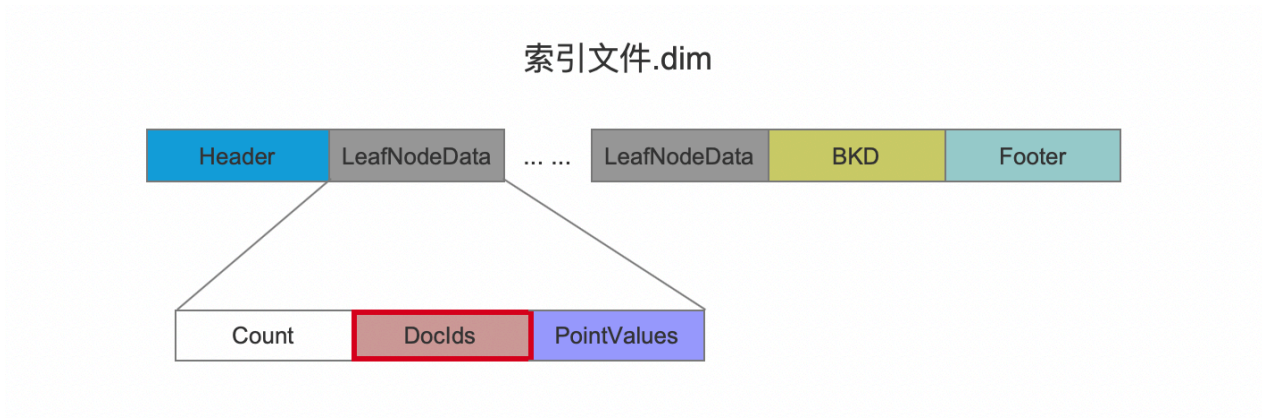 索引文件.dim
Header LeafNodeData ... ... LeafNodeData BKD Footer
Count DocIds PointValues